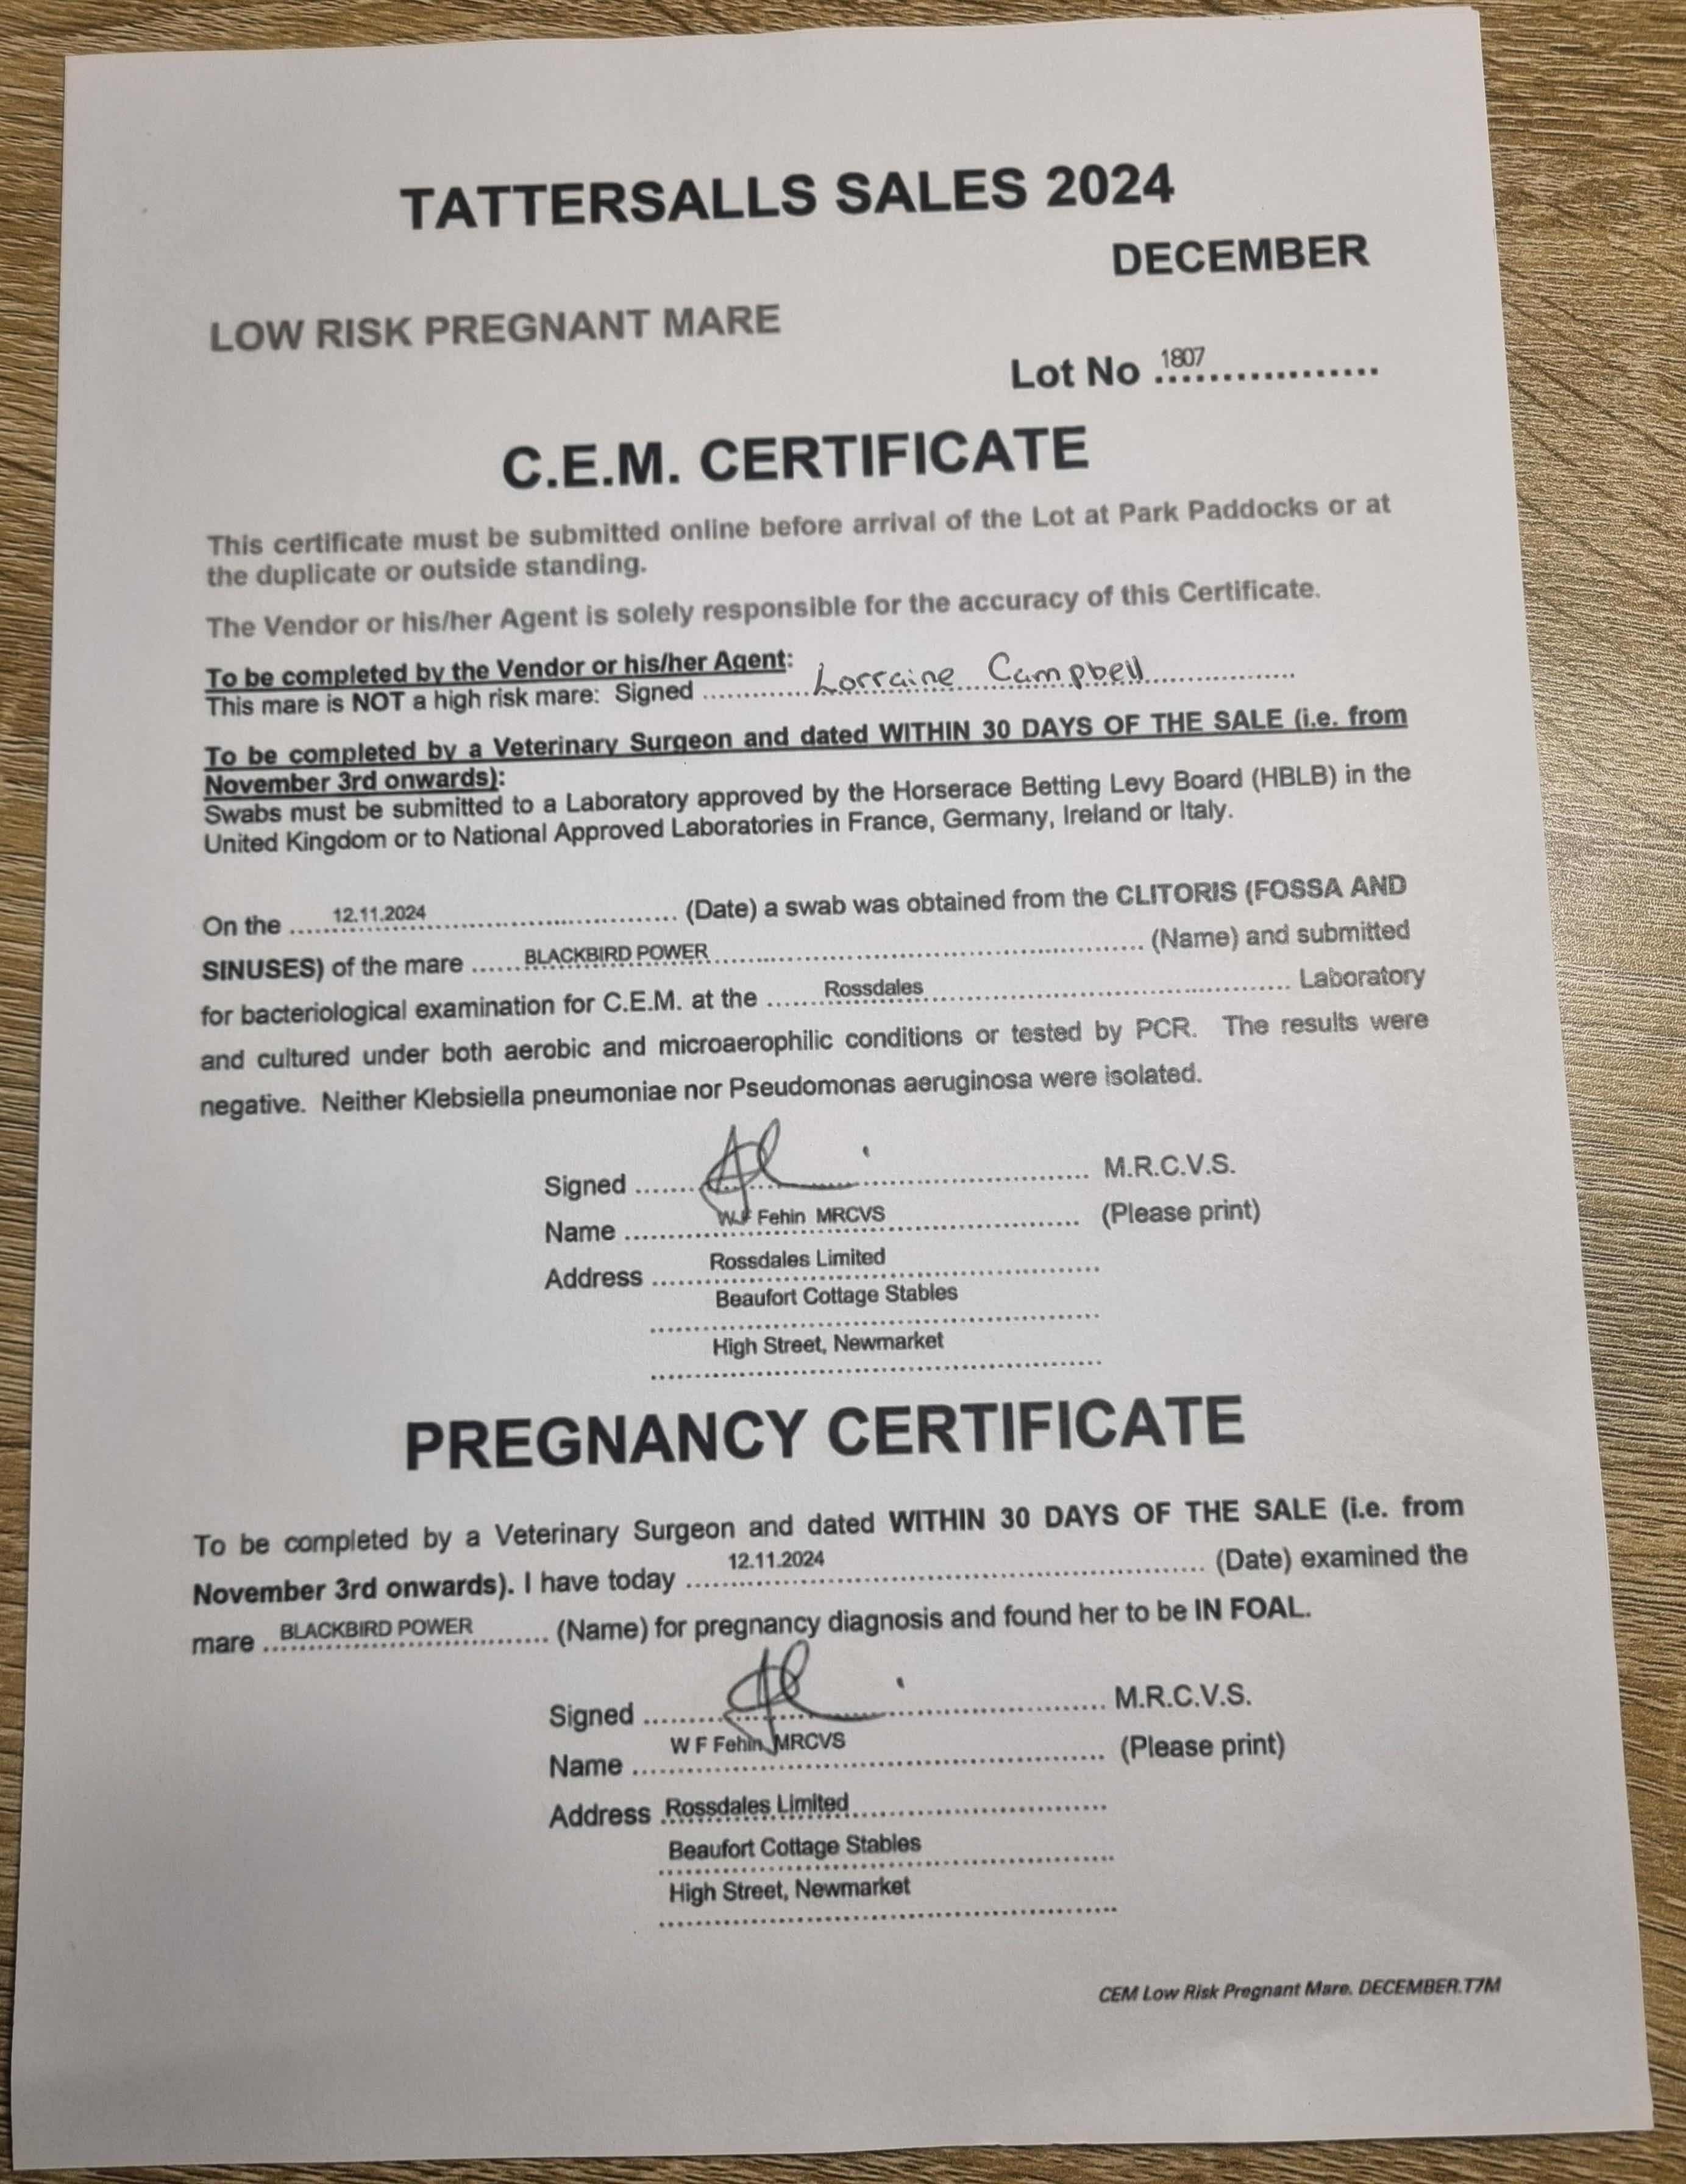 TATTERSALLS SALES 2024
DECEMBER
LOW RISK PREGNANT MARE
Lot No 1807
C.E.M. CERTIFICATE
This certificate must be submitted online before arrival of the Lot at Park Paddocks or at
the duplicate or outside standing.
The Vendor or his/her Agent is solely responsible for the accuracy of this Certificate.
To be completed by the Vendor or his/her Agent:
This mare is NOT a high risk mare: Signed Lorraine Campbell
To be completed by a Veterinary Surgeon and dated WITHIN 30 DAYS OF THE SALE (i.e. from
November 3rd onwards):
Swabs must be submitted to a Laboratory approved by the Horserace Betting Levy Board (HBLB) in the
United Kingdom or to National Approved Laboratories in France, Germany, Ireland or Italy.
On the 12.11.2024 (Date) a swab was obtained from the CLITORIS (FOSSA AND
SINUSES) of the mare BLACKBIRD POWER (Name) and submitted
for bacteriological examination for C.E.M. at the Rossdales Laboratory
and cultured under both aerobic and microaerophilic conditions or tested by PCR. The results were
negative. Neither Klebsiella pneumoniae nor Pseudomonas aeruginosa were isolated.
Signed M.R.C.V.S.
Name W F Fehin MRCVS (Please print)
Address Rossdales Limited
Beaufort Cottage Stables
High Street, Newmarket
PREGNANCY CERTIFICATE
To be completed by a Veterinary Surgeon and dated WITHIN 30 DAYS OF THE SALE (i.e. from
November 3rd onwards). I have today 12.11.2024 (Date) examined the
mare BLACKBIRD POWER (Name) for pregnancy diagnosis and found her to be IN FOAL.
Signed M.R.C.V.S.
Name W F Fehin MRCVS (Please print)
Address Rossdales Limited
Beaufort Cottage Stables
High Street, Newmarket
CEM Low Risk Pregnant Mare. DECEMBER.T7M